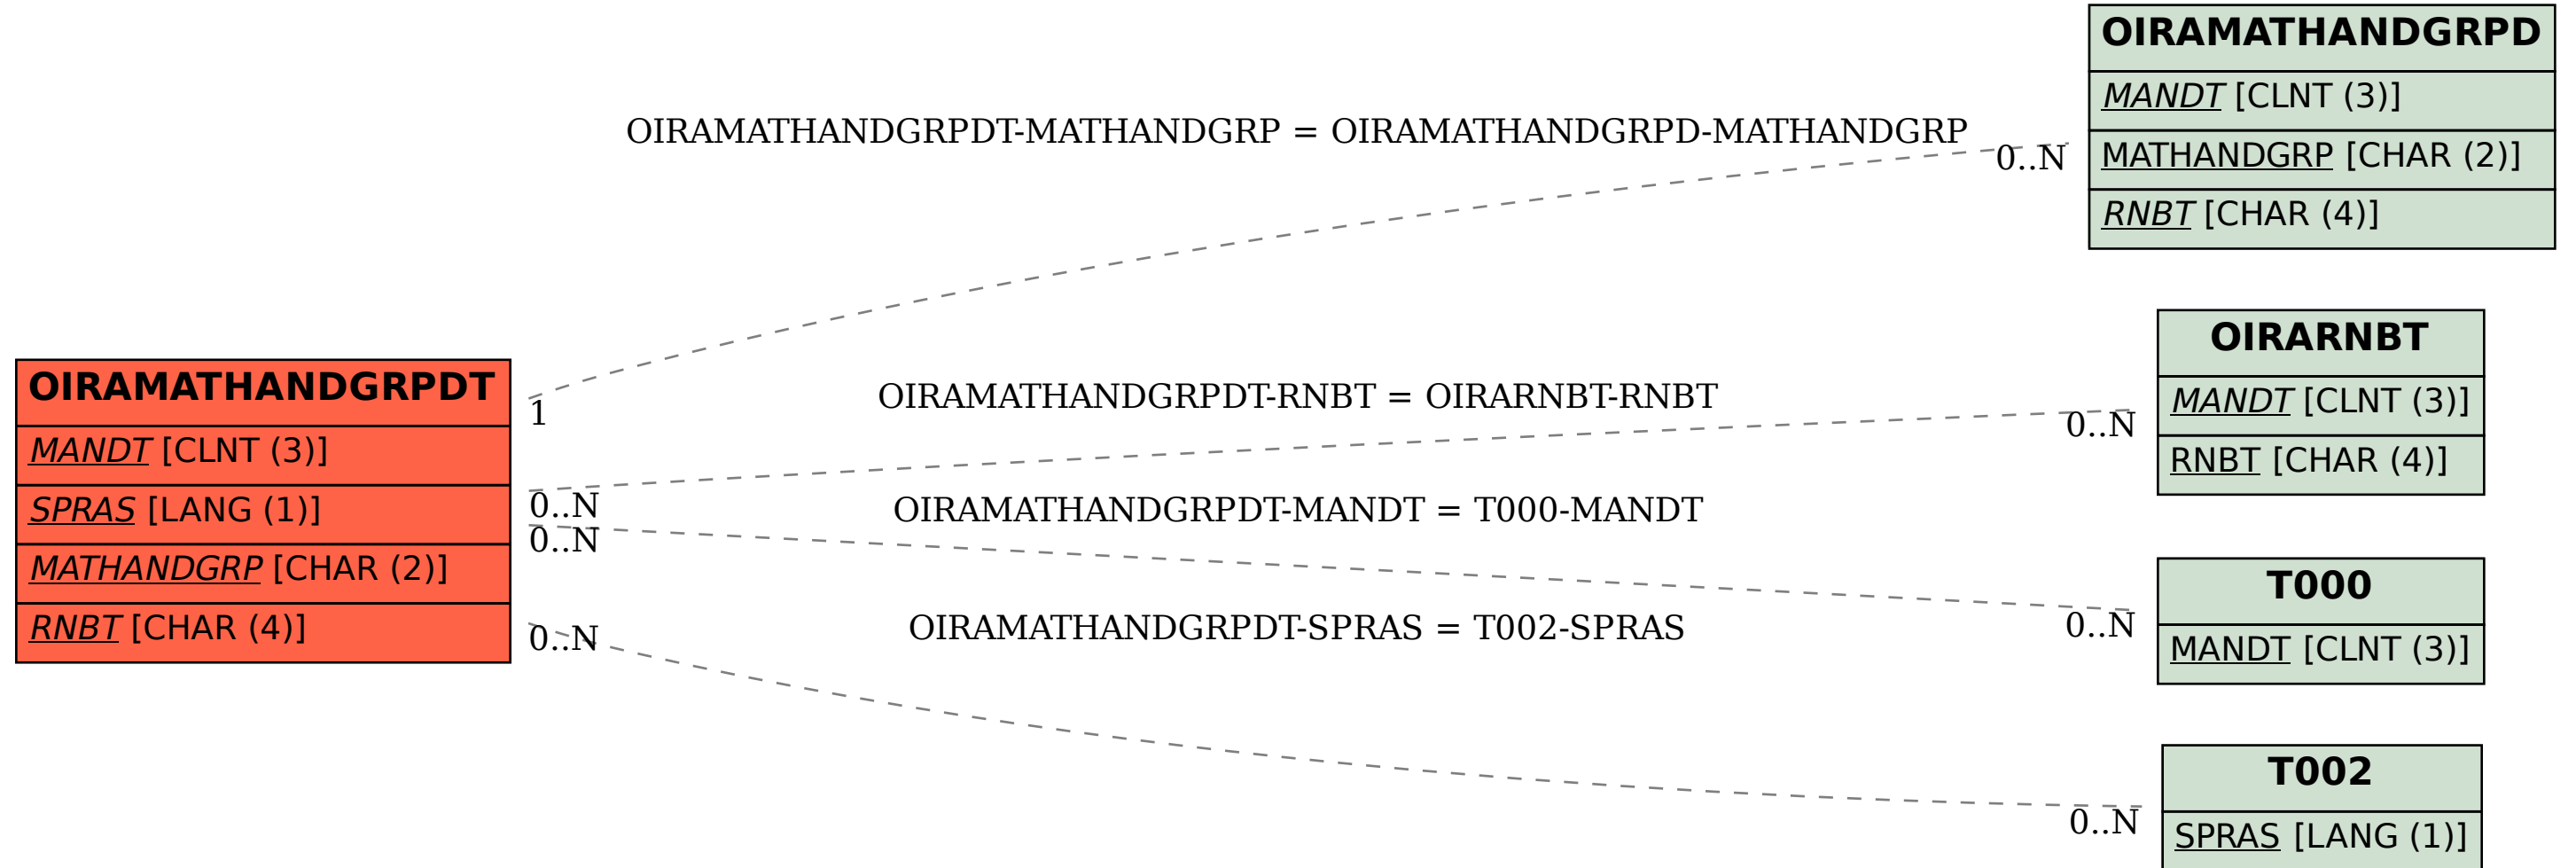 OIRAMATHANDGRPD
MANDT [CLNT (3)]
MATHANDGRP [CHAR (2)]
RNBT [CHAR (4)]
OIRAMATHANDGRPDT-MATHANDGRP = OIRAMATHANDGRPD-MATHANDGRP
0..N
OIRAMATHANDGRPDT
MANDT [CLNT (3)]
SPRAS [LANG (1)]
MATHANDGRP [CHAR (2)]
RNBT [CHAR (4)]
1
0..N
0..N
0..N
OIRAMATHANDGRPDT-RNBT = OIRARNBT-RNBT
0..N
OIRAMATHANDGRPDT-MANDT = T000-MANDT
0..N
OIRAMATHANDGRPDT-SPRAS = T002-SPRAS
0..N
OIRARNBT
MANDT [CLNT (3)]
RNBT [CHAR (4)]
T000
MANDT [CLNT (3)]
T002
SPRAS [LANG (1)]